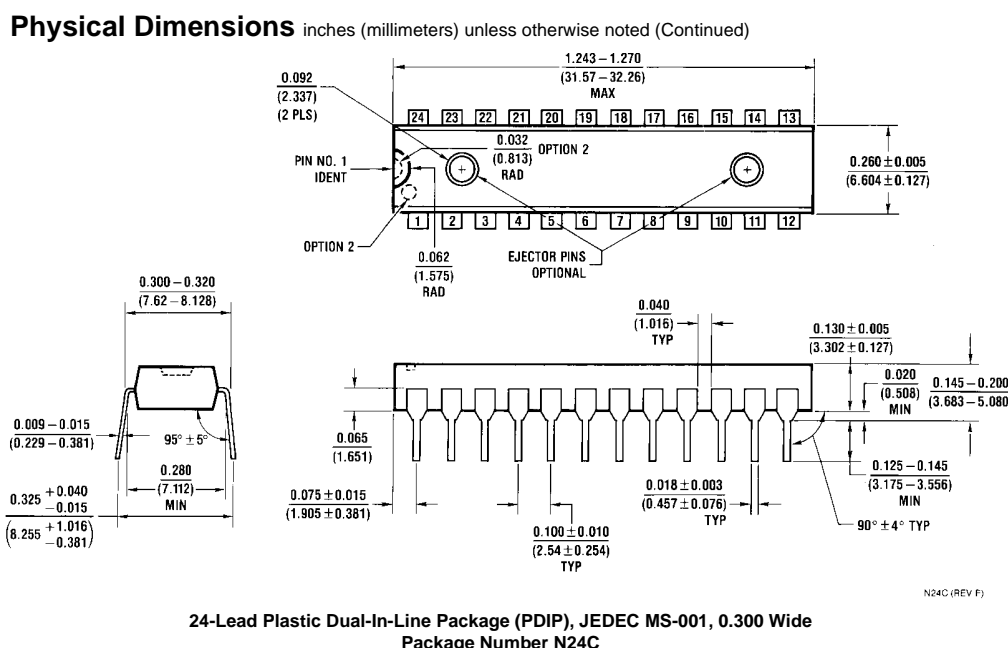 Physical Dimensions inches (millimeters) unless otherwise noted (Continued)
1.243 – 1.270
(31.57 – 32.26)
MAX
0.092
(2.337)
(2 PLS)
24 23 22 21 20 19 18 17 16 15 14 13
0.032
(0.813)
RAD
OPTION 2
PIN NO. 1
IDENT
0.260 ± 0.005
(6.604 ± 0.127)
1 2 3 4 5 6 7 8 9 10 11 12
OPTION 2
0.062
(1.575)
RAD
EJECTOR PINS
OPTIONAL
0.300 – 0.320
(7.62 – 8.128)
0.040
(1.016)
TYP
0.130 ± 0.005
(3.302 ± 0.127)
0.020
(0.508)
MIN
0.145 – 0.200
(3.683 – 5.080)
0.009 – 0.015
(0.229 – 0.381)
95° ± 5°
0.065
(1.651)
0.280
(7.112)
MIN
0.125 – 0.145
(3.175 – 3.556)
MIN
0.325 + 0.040
– 0.015
(8.255 + 1.016
– 0.381)
0.075 ± 0.015
(1.905 ± 0.381)
0.018 ± 0.003
(0.457 ± 0.076)
TYP
0.100 ± 0.010
(2.54 ± 0.254)
TYP
90° ± 4° TYP
N24C (REV F)
24-Lead Plastic Dual-In-Line Package (PDIP), JEDEC MS-001, 0.300 Wide
Package Number N24C